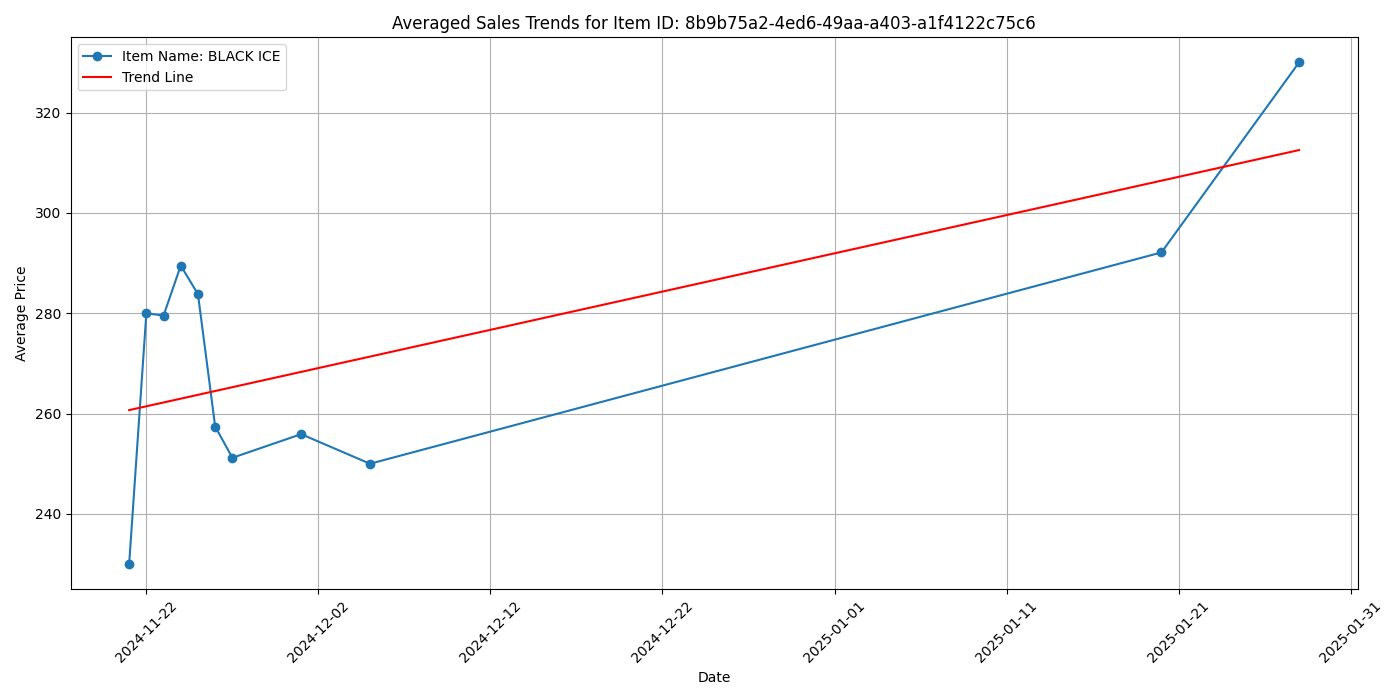 Averaged Sales Trends for Item ID: 8b9b75a2-4ed6-49aa-a403-a1f4122c75c6
Item Name: BLACK ICE
Trend Line
Average Price
320
300
280
260
240
2024-11-22
2024-12-02
2024-12-12
2024-12-22
2025-01-01
2025-01-11
2025-01-21
2025-01-31
Date